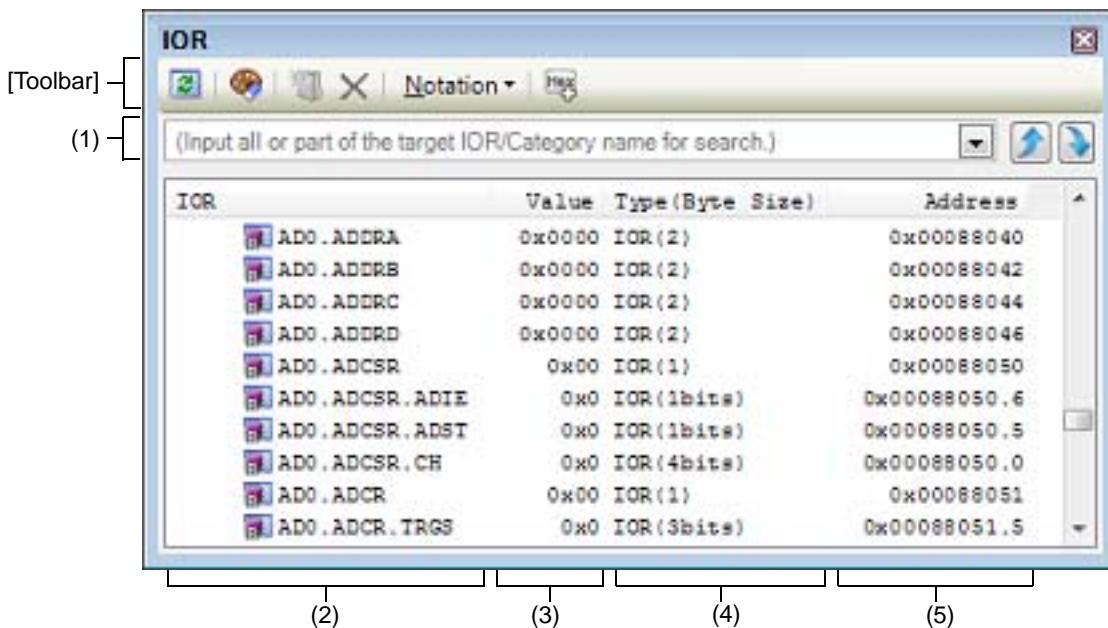 IOR
[Toolbar]
Notation
Hex
(1)
(Input all or part of the target IOR/Category name for search.)
IOR Value Type(Byte Size) Address
AD0.ADDRA 0x0000 IOR(2) 0x00088040
AD0.ADDRB 0x0000 IOR(2) 0x00088042
AD0.ADDRC 0x0000 IOR(2) 0x00088044
AD0.ADDRD 0x0000 IOR(2) 0x00088046
AD0.ADCSR 0x00 IOR(1) 0x00088050
AD0.ADCSR.ADIE 0x0 IOR(1bits) 0x00088050.6
AD0.ADCSR.ADST 0x0 IOR(1bits) 0x00088050.5
AD0.ADCSR.CH 0x0 IOR(4bits) 0x00088050.0
AD0.ADCR 0x00 IOR(1) 0x00088051
AD0.ADCR.TRGS 0x0 IOR(3bits) 0x00088051.5
(2) (3) (4) (5)